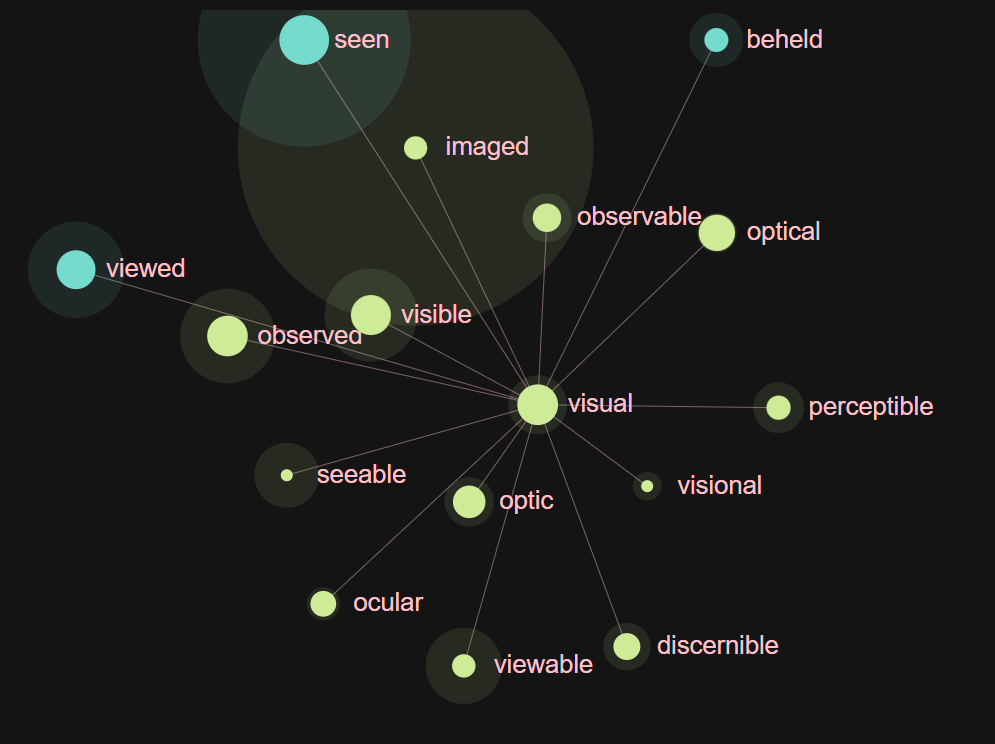 seen
beheld
imaged
observable
optical
viewed
visible
observed
visual
perceptible
seeable
visional
optic
ocular
discernible
viewable